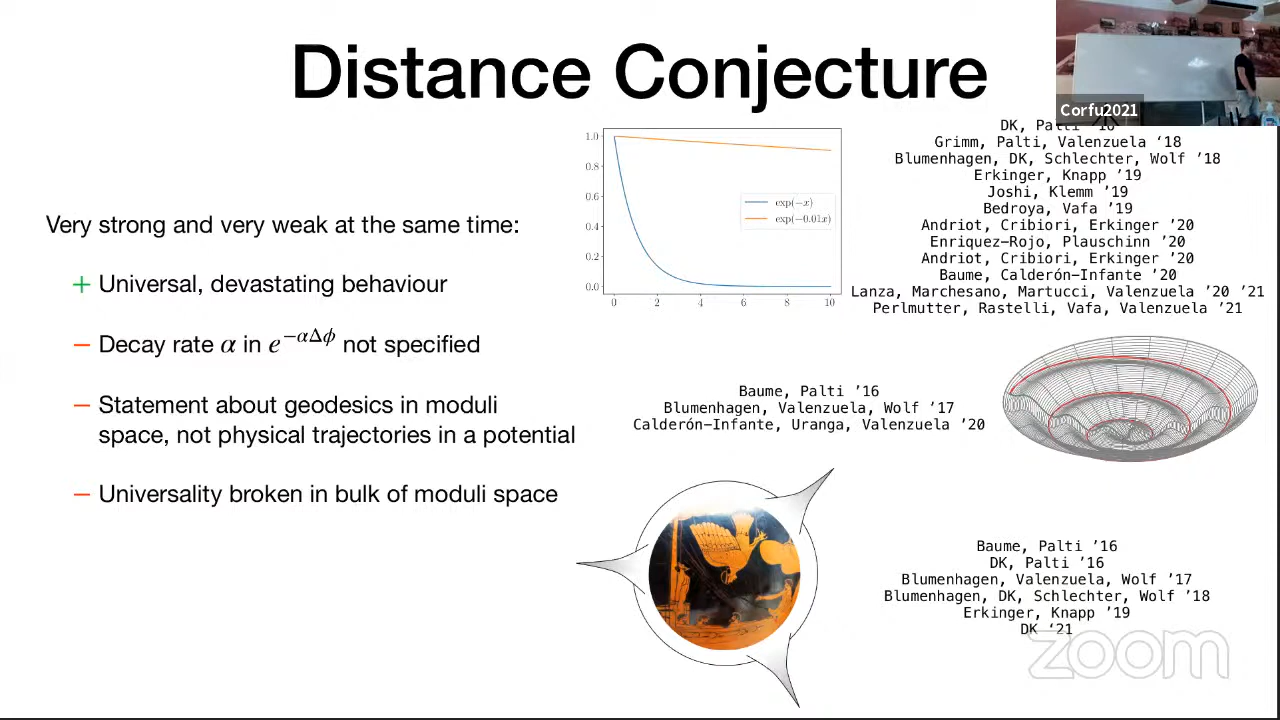 Distance Conjecture
Corfu2021
Very strong and very weak at the same time:
+ Universal, devastating behaviour
− Decay rate α in e^{−αΔϕ} not specified
− Statement about geodesics in moduli
space, not physical trajectories in a potential
− Universality broken in bulk of moduli space
1.0
0.8
0.6
0.4
0.2
0.0
0 2 4 6 8 10
exp(−x)
exp(−0.01x)
DK, Palti ’16
Grimm, Palti, Valenzuela ‘18
Blumenhagen, DK, Schlechter, Wolf ’18
Erkinger, Knapp ’19
Joshi, Klemm ’19
Bedroya, Vafa ’19
Andriot, Cribiori, Erkinger ’20
Enriquez-Rojo, Plauschinn ’20
Andriot, Cribiori, Erkinger ’20
Baume, Calderón-Infante ’20
Lanza, Marchesano, Martucci, Valenzuela ’20 ’21
Perlmutter, Rastelli, Vafa, Valenzuela ’21
Baume, Palti ’16
Blumenhagen, Valenzuela, Wolf ’17
Calderón-Infante, Uranga, Valenzuela ’20
Baume, Palti ’16
DK, Palti ’16
Blumenhagen, Valenzuela, Wolf ’17
Blumenhagen, DK, Schlechter, Wolf ’18
Erkinger, Knapp ’19
DK ‘21
zoom